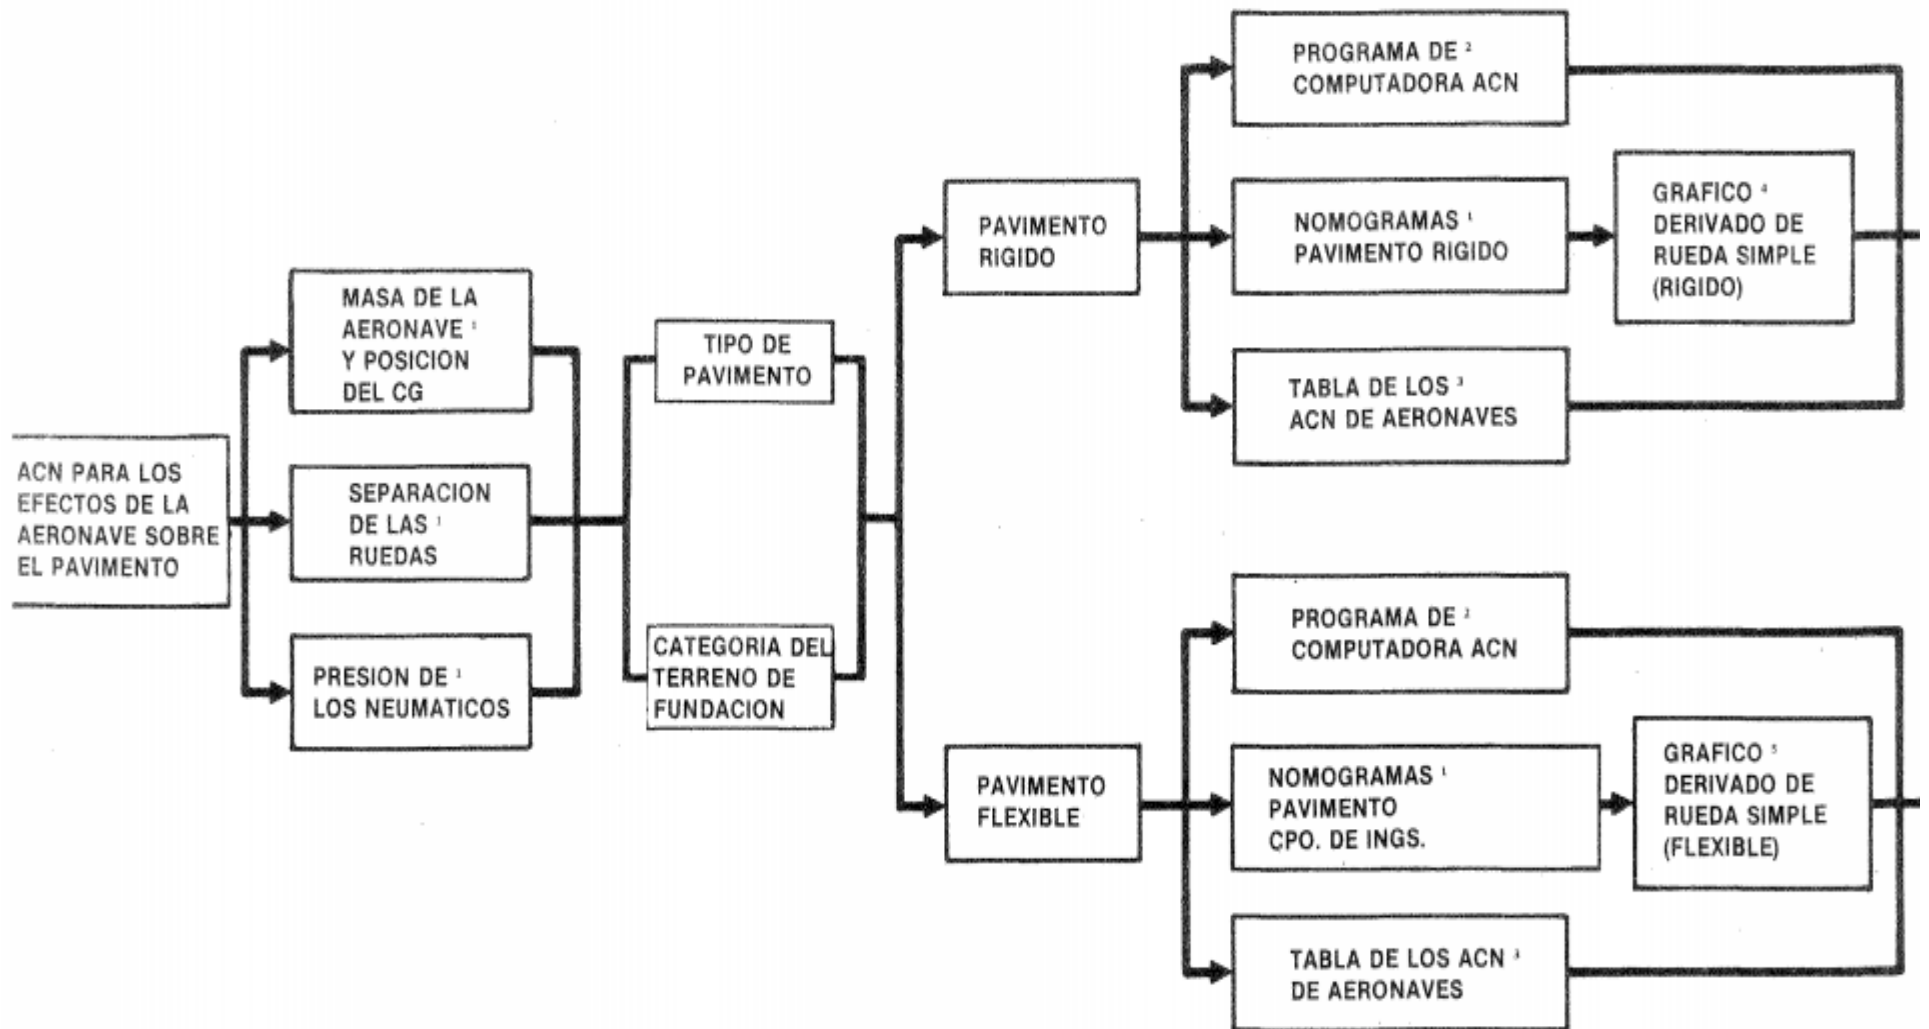 ACN PARA LOS
EFECTOS DE LA
AERONAVE SOBRE
EL PAVIMENTO
MASA DE LA
AERONAVE ¹
Y POSICION
DEL CG
SEPARACION
DE LAS ¹
RUEDAS
PRESION DE ¹
LOS NEUMATICOS
TIPO DE
PAVIMENTO
CATEGORIA DEL
TERRENO DE
FUNDACION
PAVIMENTO
RIGIDO
PROGRAMA DE ²
COMPUTADORA ACN
NOMOGRAMAS ¹
PAVIMENTO RIGIDO
GRAFICO ⁴
DERIVADO DE
RUEDA SIMPLE
(RIGIDO)
TABLA DE LOS ³
ACN DE AERONAVES
PAVIMENTO
FLEXIBLE
PROGRAMA DE ²
COMPUTADORA ACN
NOMOGRAMAS ¹
PAVIMENTO
CPO. DE INGS.
GRAFICO ⁵
DERIVADO DE
RUEDA SIMPLE
(FLEXIBLE)
TABLA DE LOS ACN ³
DE AERONAVES